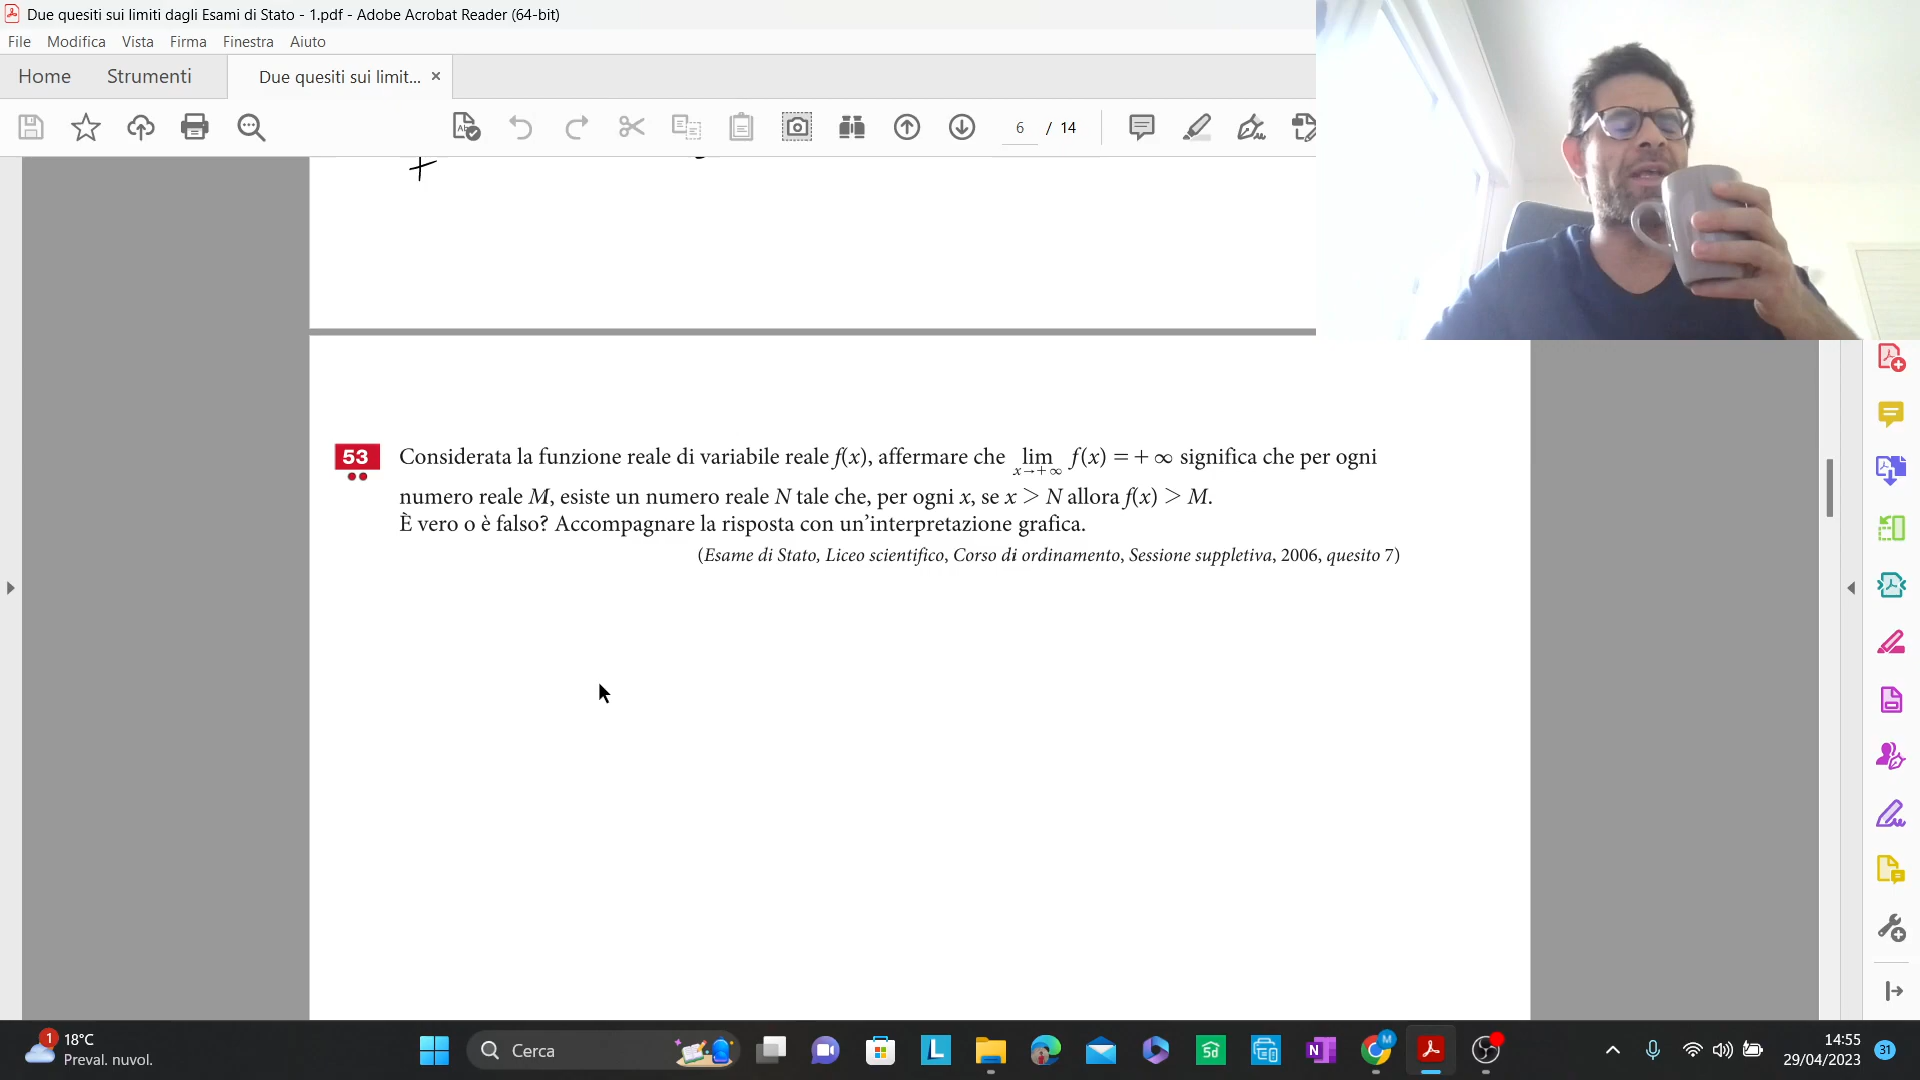 Due quesiti sui limiti dagli Esami di Stato - 1.pdf - Adobe Acrobat Reader (64-bit)
File Modifica Vista Firma Finestra Aiuto
Home Strumenti Due quesiti sui limit... ×
6 / 14
53 Considerata la funzione reale di variabile reale f(x), affermare che lim x→+∞ f(x) = +∞ significa che per ogni
numero reale M, esiste un numero reale N tale che, per ogni x, se x > N allora f(x) > M.
È vero o è falso? Accompagnare la risposta con un'interpretazione grafica.
(Esame di Stato, Liceo scientifico, Corso di ordinamento, Sessione suppletiva, 2006, quesito 7)
1 18°C
Preval. nuvol.
Cerca
L
5d
N
M
14:55
29/04/2023
31